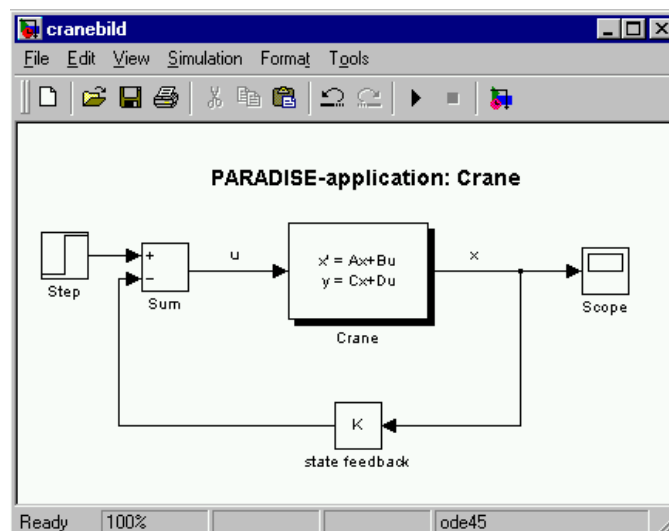 cranebild
File Edit View Simulation Format Tools
PARADISE-application: Crane
Step
+
−
Sum
u
x' = Ax+Bu
y = Cx+Du
Crane
x
Scope
K
state feedback
Ready 100% ode45